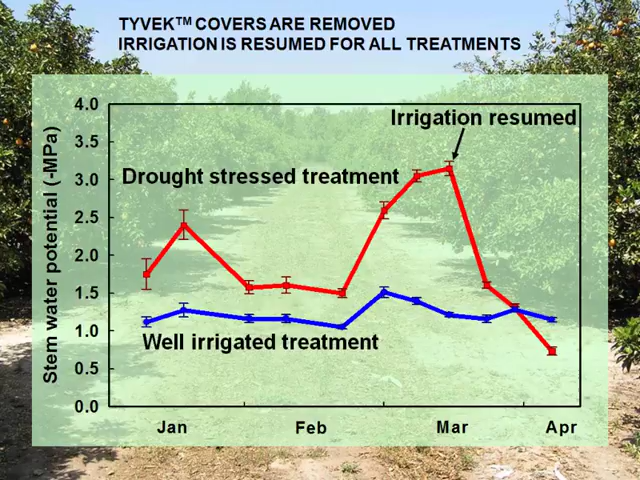 TYVEK™ COVERS ARE REMOVED
IRRIGATION IS RESUMED FOR ALL TREATMENTS
Stem water potential (-MPa)
4.0
3.5
3.0
2.5
2.0
1.5
1.0
0.5
0.0
Irrigation resumed
Drought stressed treatment
Well irrigated treatment
Jan Feb Mar Apr